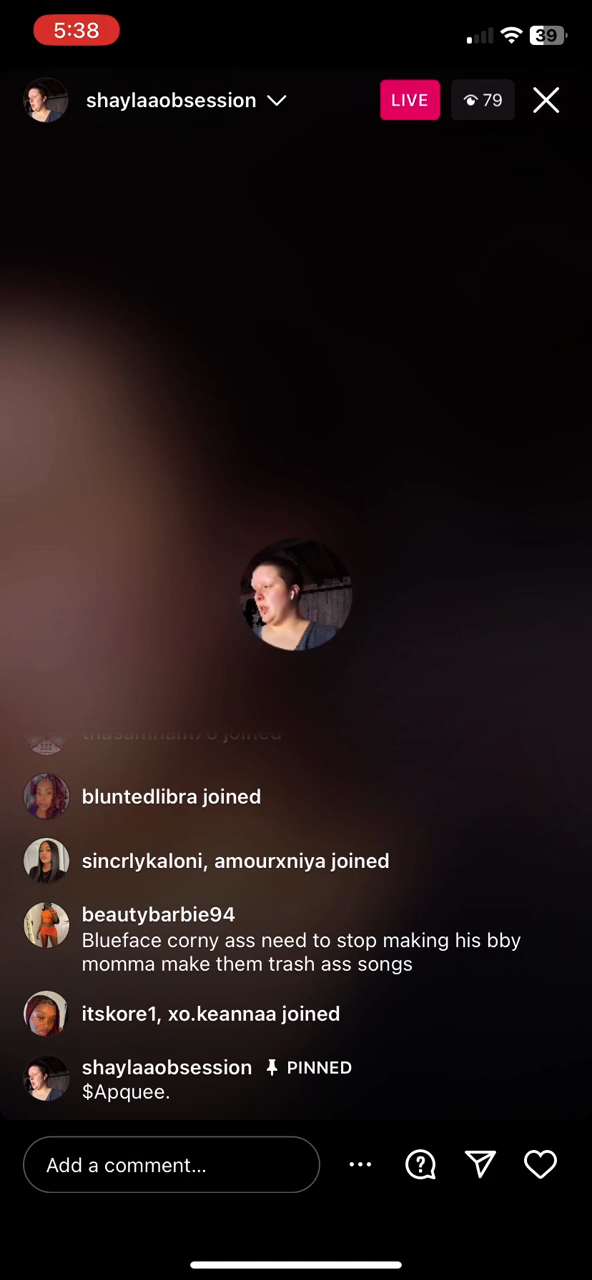 5:38
39
shaylaaobsession
LIVE
79
joined
bluntedlibra joined
sincrlykaloni, amourxniya joined
beautybarbie94
Blueface corny ass need to stop making his bby
momma make them trash ass songs
itskore1, xo.keannaa joined
shaylaaobsession PINNED
$Apquee.
Add a comment...